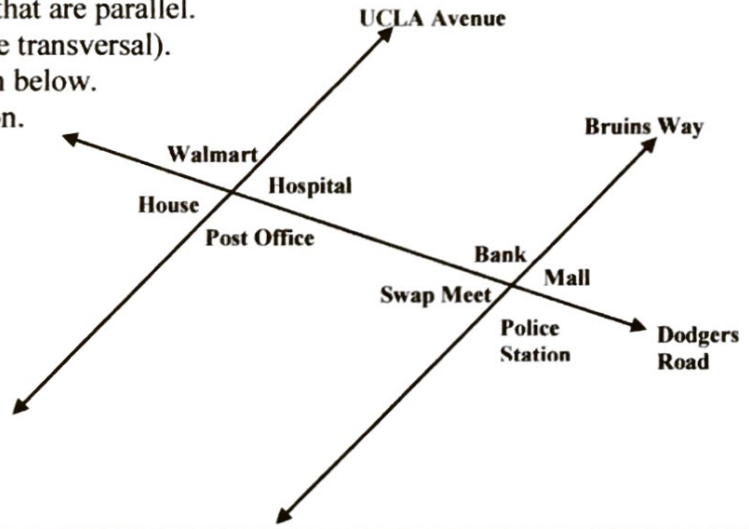 that are parallel.
e transversal).
below.
n.
UCLA Avenue
Bruins Way
Walmart
Hospital
House
Post Office
Bank
Mall
Swap Meet
Police
Station
Dodgers
Road